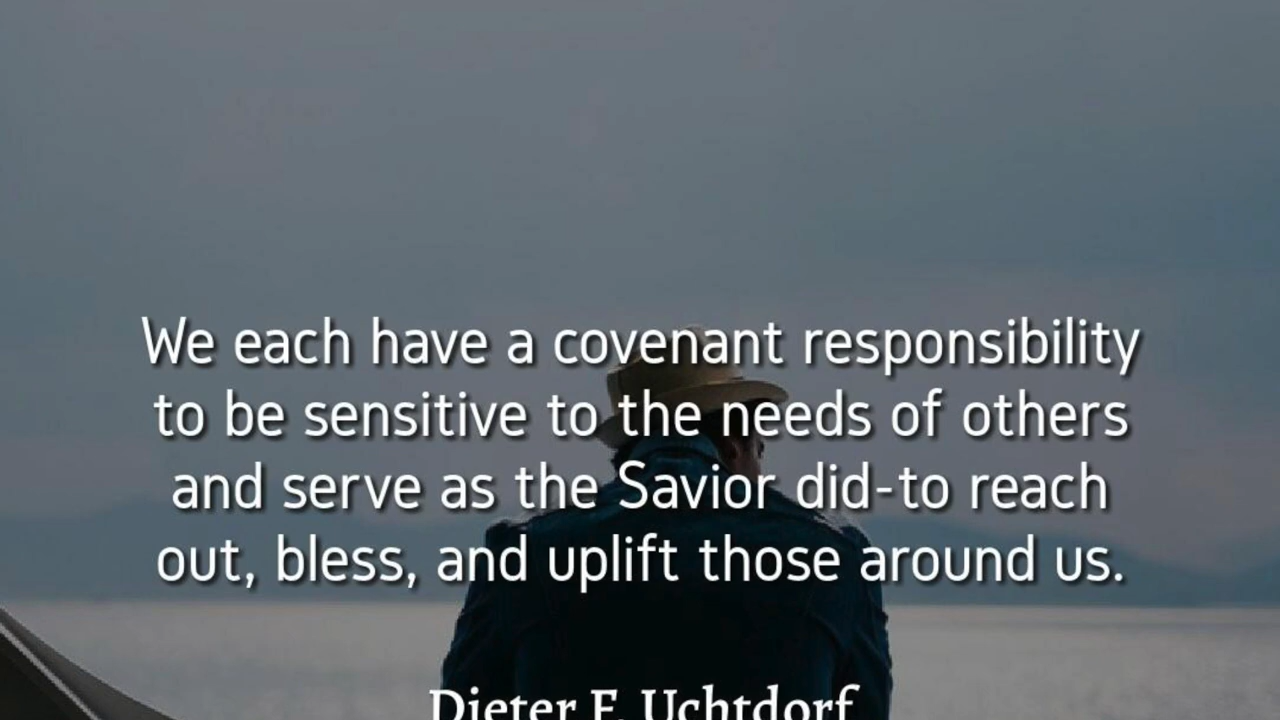 We each have a covenant responsibility
to be sensitive to the needs of others
and serve as the Savior did-to reach
out, bless, and uplift those around us.
Dieter F. Uchtdorf